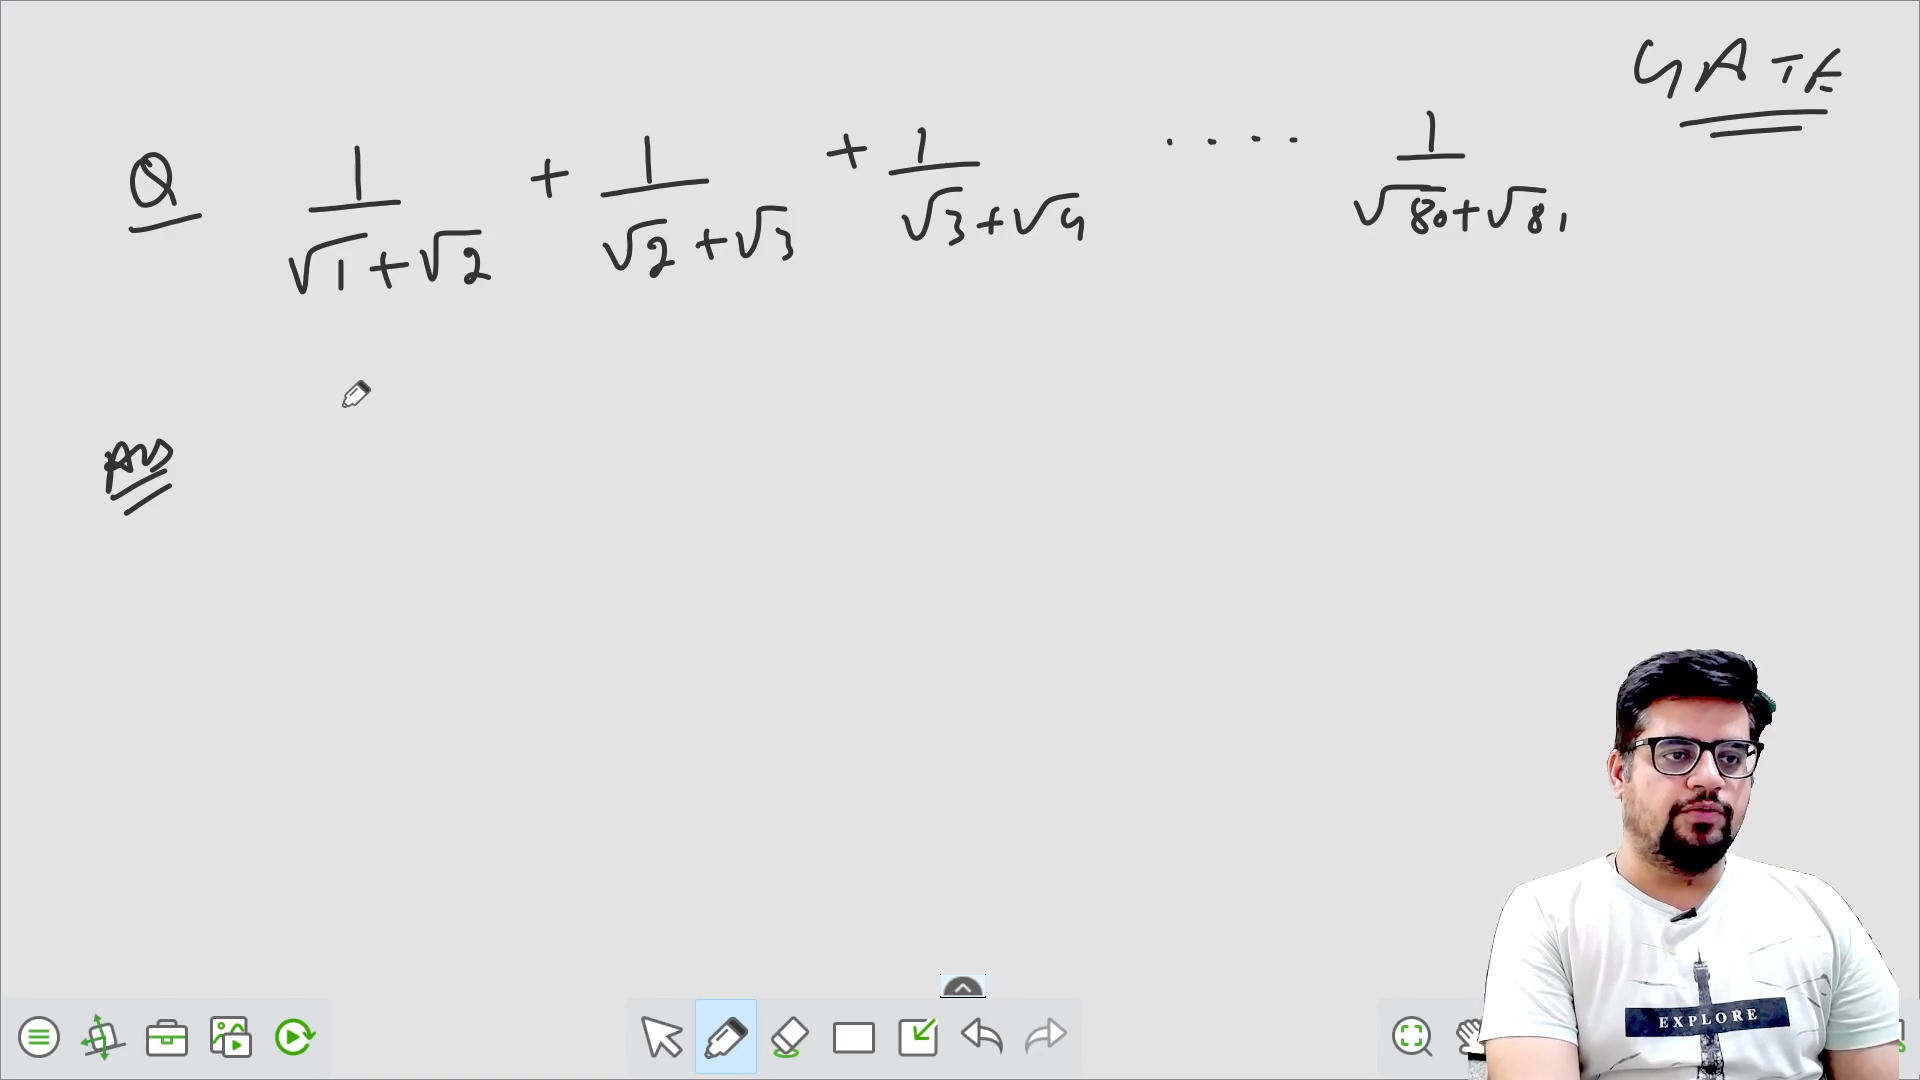 GATE
Q 1/(√1+√2) + 1/(√2+√3) + 1/(√3+√4) .... 1/(√80+√81)
Ans
EXPLORE